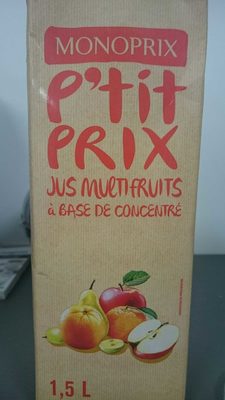 MONOPRIX
P'tit
PRIX
JUS MULTIFRUITS
à BASE DE CONCENTRÉ
1,5 L